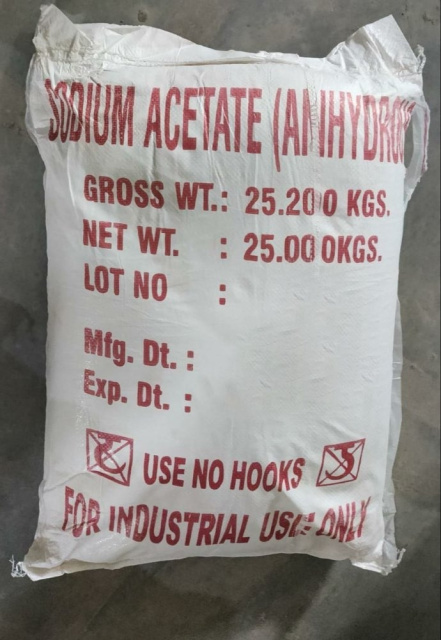 SODIUM ACETATE (ANHYDROUS
GROSS WT.: 25.200 KGS.
NET WT. : 25.000KGS.
LOT NO :
Mfg. Dt. :
Exp. Dt. :
USE NO HOOKS
FOR INDUSTRIAL USE ONLY